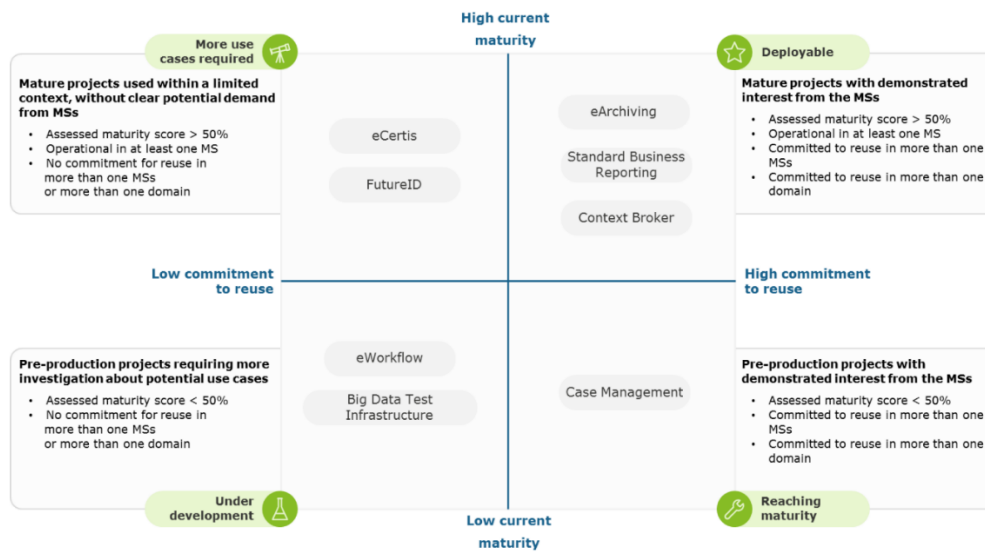 High current
maturity
More use
cases required
Deployable
Mature projects used within a limited
context, without clear potential demand
from MSs
• Assessed maturity score > 50%
• Operational in at least one MS
• No commitment for reuse in
more than one MSs
or more than one domain
eCertis
FutureID
eArchiving
Standard Business
Reporting
Context Broker
Mature projects with demonstrated
interest from the MSs
• Assessed maturity score > 50%
• Operational in at least one MS
• Committed to reuse in more than one
MSs
• Committed to reuse in more than one
domain
Low commitment
to reuse
High commitment
to reuse
Pre-production projects requiring more
investigation about potential use cases
• Assessed maturity score < 50%
• No commitment for reuse in
more than one MSs
or more than one domain
eWorkflow
Big Data Test
Infrastructure
Case Management
Pre-production projects with
demonstrated interest from the MSs
• Assessed maturity score < 50%
• Committed to reuse in more than one
MSs
• Committed to reuse in more than one
domain
Under
development
Reaching
maturity
Low current
maturity